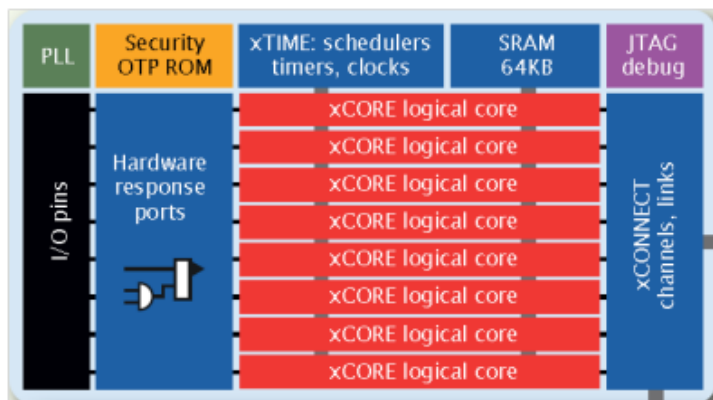 PLL
Security
OTP ROM
xTIME: schedulers
timers, clocks
SRAM
64KB
JTAG
debug
I/O pins
Hardware
response
ports
xCORE logical core
xCORE logical core
xCORE logical core
xCORE logical core
xCORE logical core
xCORE logical core
xCORE logical core
xCORE logical core
xCONNECT
channels, links